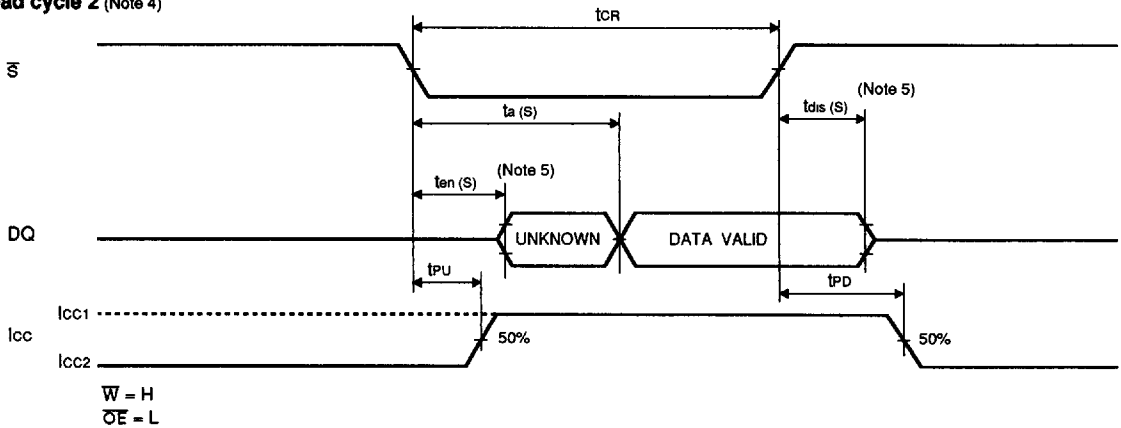 ad cycle 2 (Note 4)
tCR
S̅
(Note 5)
ta (S)
tdis (S)
(Note 5)
ten (S)
DQ
UNKNOWN
DATA VALID
tPU
tPD
ICC1
ICC
50%
50%
ICC2
W̅ = H
O̅E̅ = L